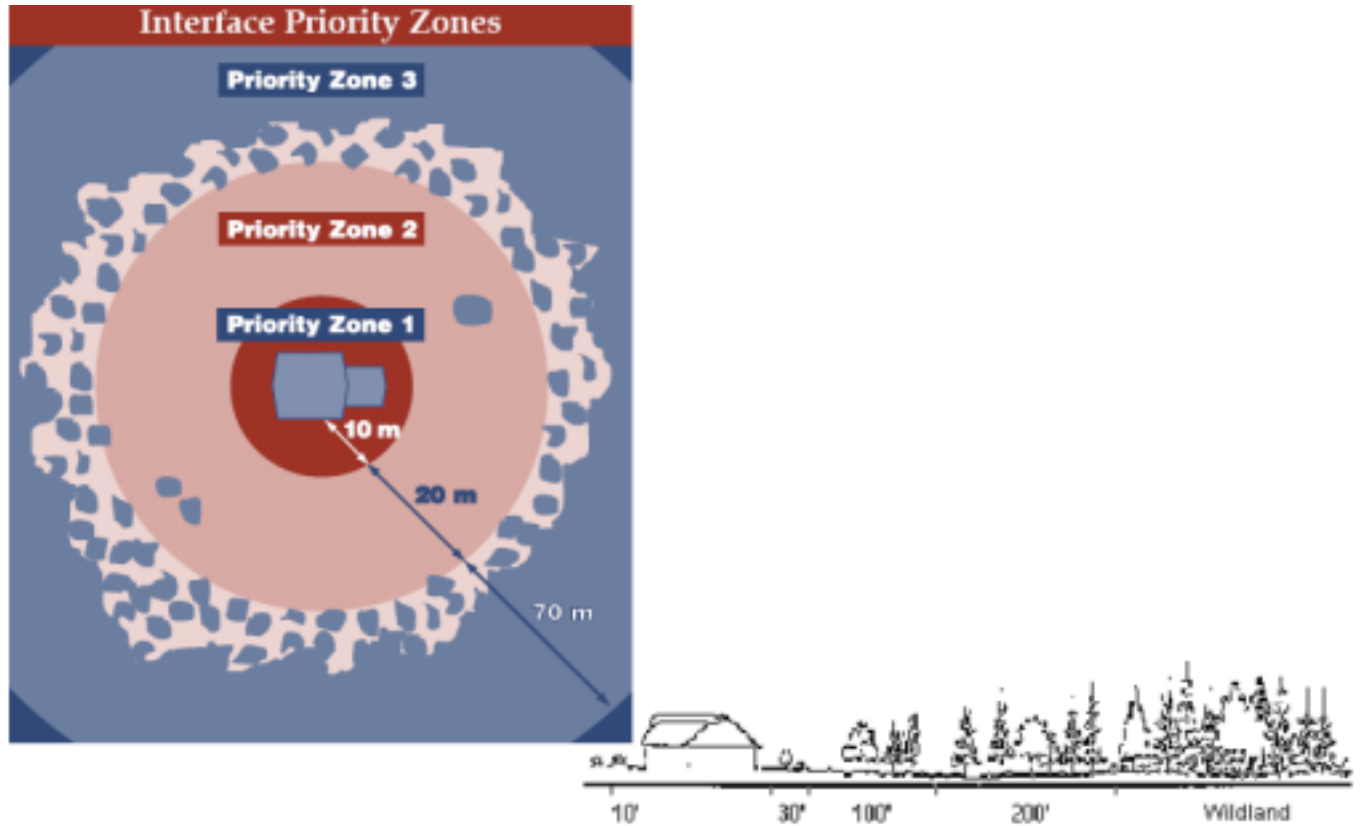 Interface Priority Zones
Priority Zone 3
Priority Zone 2
Priority Zone 1
10 m
20 m
70 m
10' 30' 100" 200' Wildland